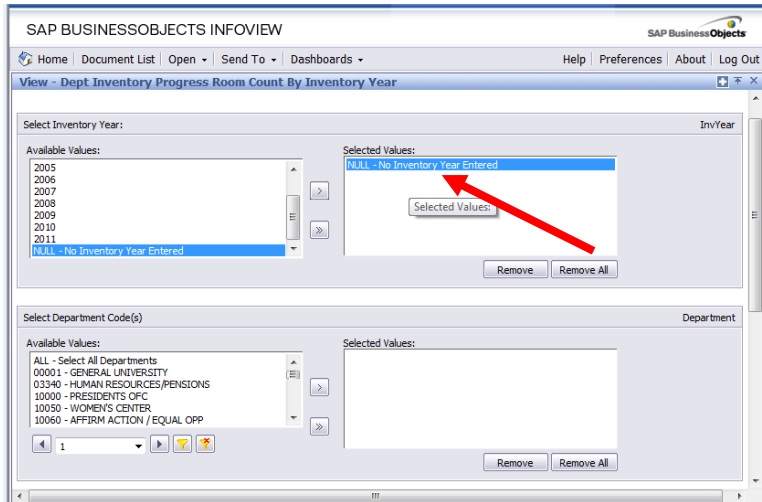 SAP BUSINESSOBJECTS INFOVIEW
SAP BusinessObjects
Home Document List Open Send To Dashboards Help Preferences About Log Out
View - Dept Inventory Progress Room Count By Inventory Year
Select Inventory Year: InvYear
Available Values: Selected Values:
2005
2006
2007
2008
2009
2010
2011
NULL - No Inventory Year Entered
> 
»
NULL - No Inventory Year Entered
Selected Values:
Remove Remove All
Select Department Code(s) Department
Available Values: Selected Values:
ALL - Select All Departments
00001 - GENERAL UNIVERSITY
03340 - HUMAN RESOURCES/PENSIONS
10000 - PRESIDENTS OFC
10050 - WOMEN'S CENTER
10060 - AFFIRM ACTION / EQUAL OPP
>
»
1
Remove Remove All